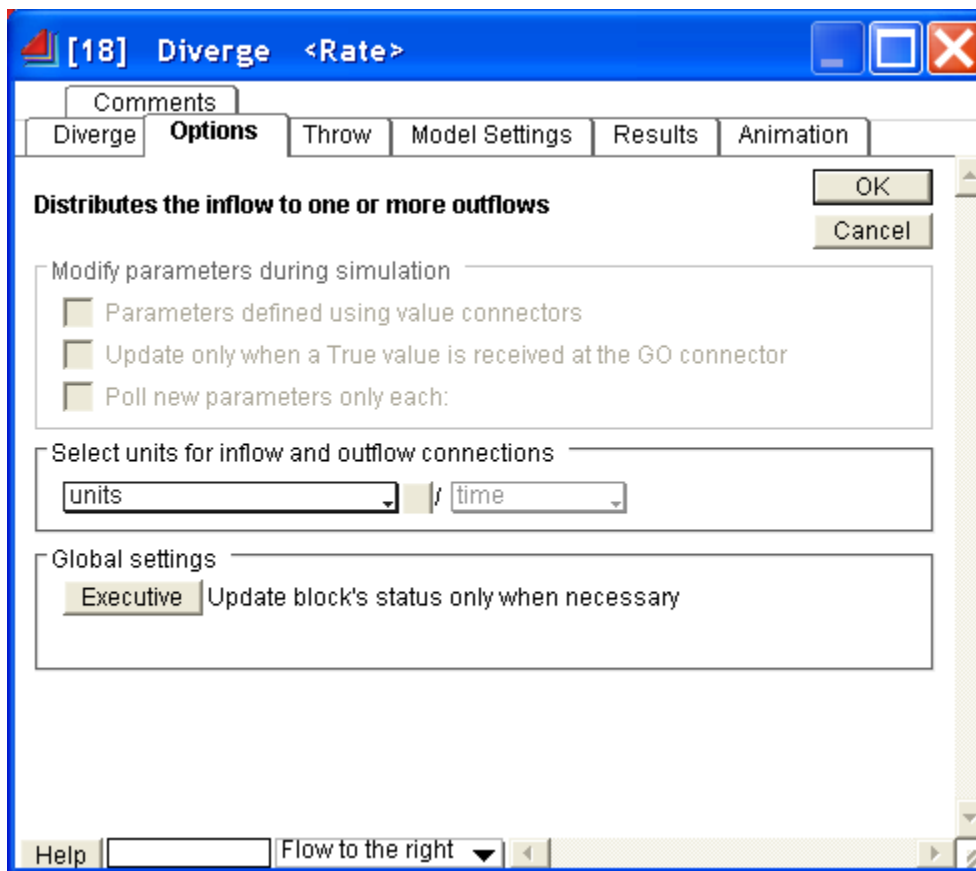 [18] Diverge <Rate>
Comments
Diverge Options Throw Model Settings Results Animation
OK
Distributes the inflow to one or more outflows
Cancel
Modify parameters during simulation
Parameters defined using value connectors
Update only when a True value is received at the GO connector
Poll new parameters only each:
Select units for inflow and outflow connections
units / time
Global settings
Executive Update block's status only when necessary
Help Flow to the right